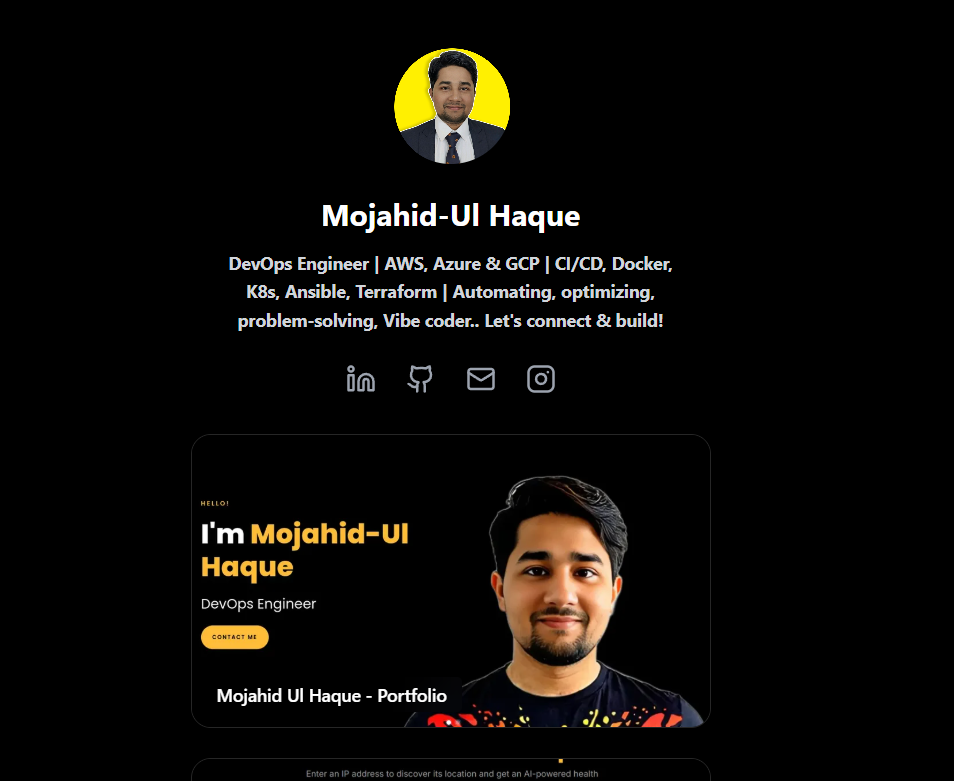 Mojahid-Ul Haque
DevOps Engineer | AWS, Azure & GCP | CI/CD, Docker,
K8s, Ansible, Terraform | Automating, optimizing,
problem-solving, Vibe coder.. Let's connect & build!
HELLO!
I'm Mojahid-Ul
Haque
DevOps Engineer
CONTACT ME
Mojahid Ul Haque - Portfolio
Enter an IP address to discover its location and get an AI-powered health